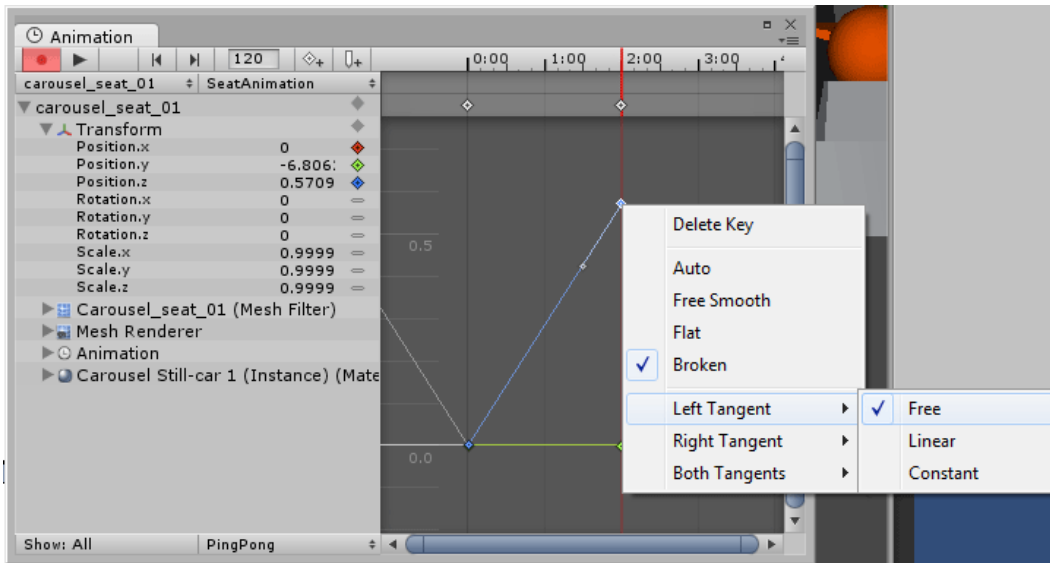 Animation
120
0:00 1:00 2:00 3:00
carousel_seat_01 SeatAnimation
carousel_seat_01
Transform
Position.x 0
Position.y -6.806:
Position.z 0.5709
Rotation.x 0
Rotation.y 0
Rotation.z 0
Scale.x 0.9999
Scale.y 0.9999
Scale.z 0.9999
Carousel_seat_01 (Mesh Filter)
Mesh Renderer
Animation
Carousel Still-car 1 (Instance) (Mate
Show: All PingPong
0.5
0.0
Delete Key
Auto
Free Smooth
Flat
Broken
Left Tangent
Right Tangent
Both Tangents
Free
Linear
Constant